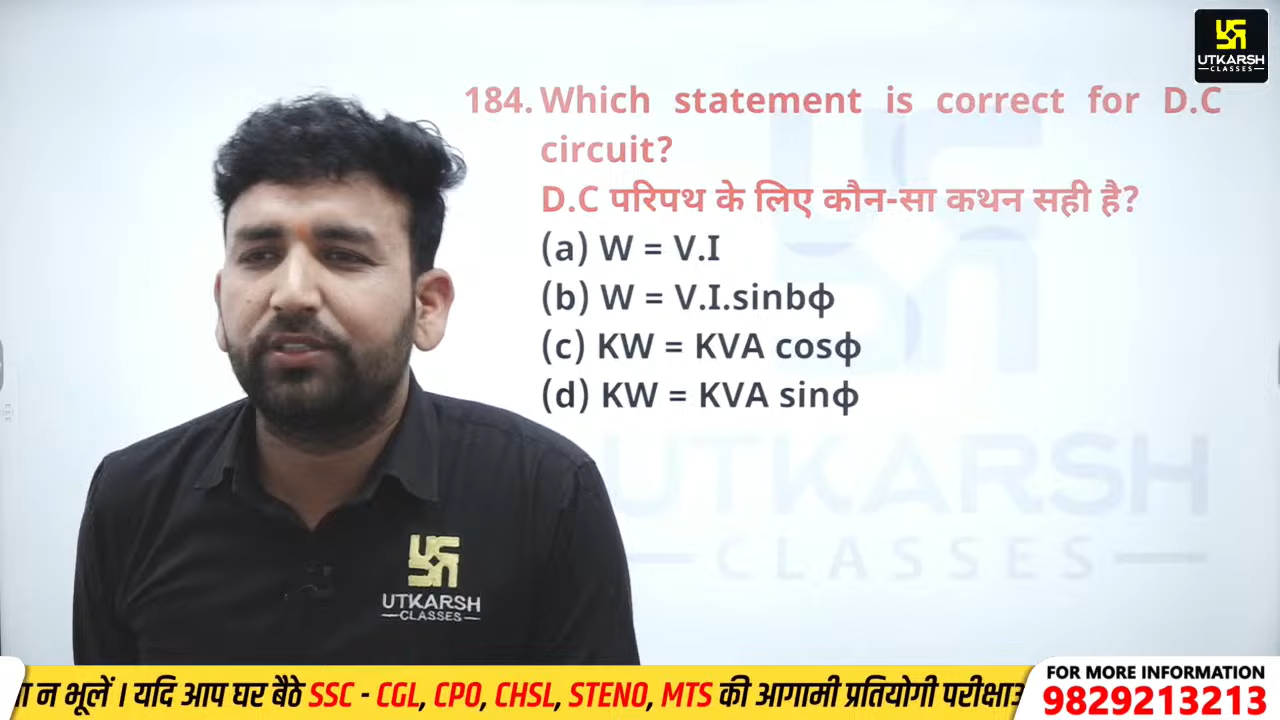 UTKARSH
CLASSES
184. Which statement is correct for D.C
circuit?
D.C परिपथ के लिए कौन-सा कथन सही है?
(a) W = V.I
(b) W = V.I.sinbϕ
(c) KW = KVA cosϕ
(d) KW = KVA sinϕ
UTKARSH
CLASSES
UTKARSH
CLASSES
न भूलें । यदि आप घर बैठे SSC - CGL, CPO, CHSL, STENO, MTS की आगामी प्रतियोगी
FOR MORE INFORMATION
9829213213